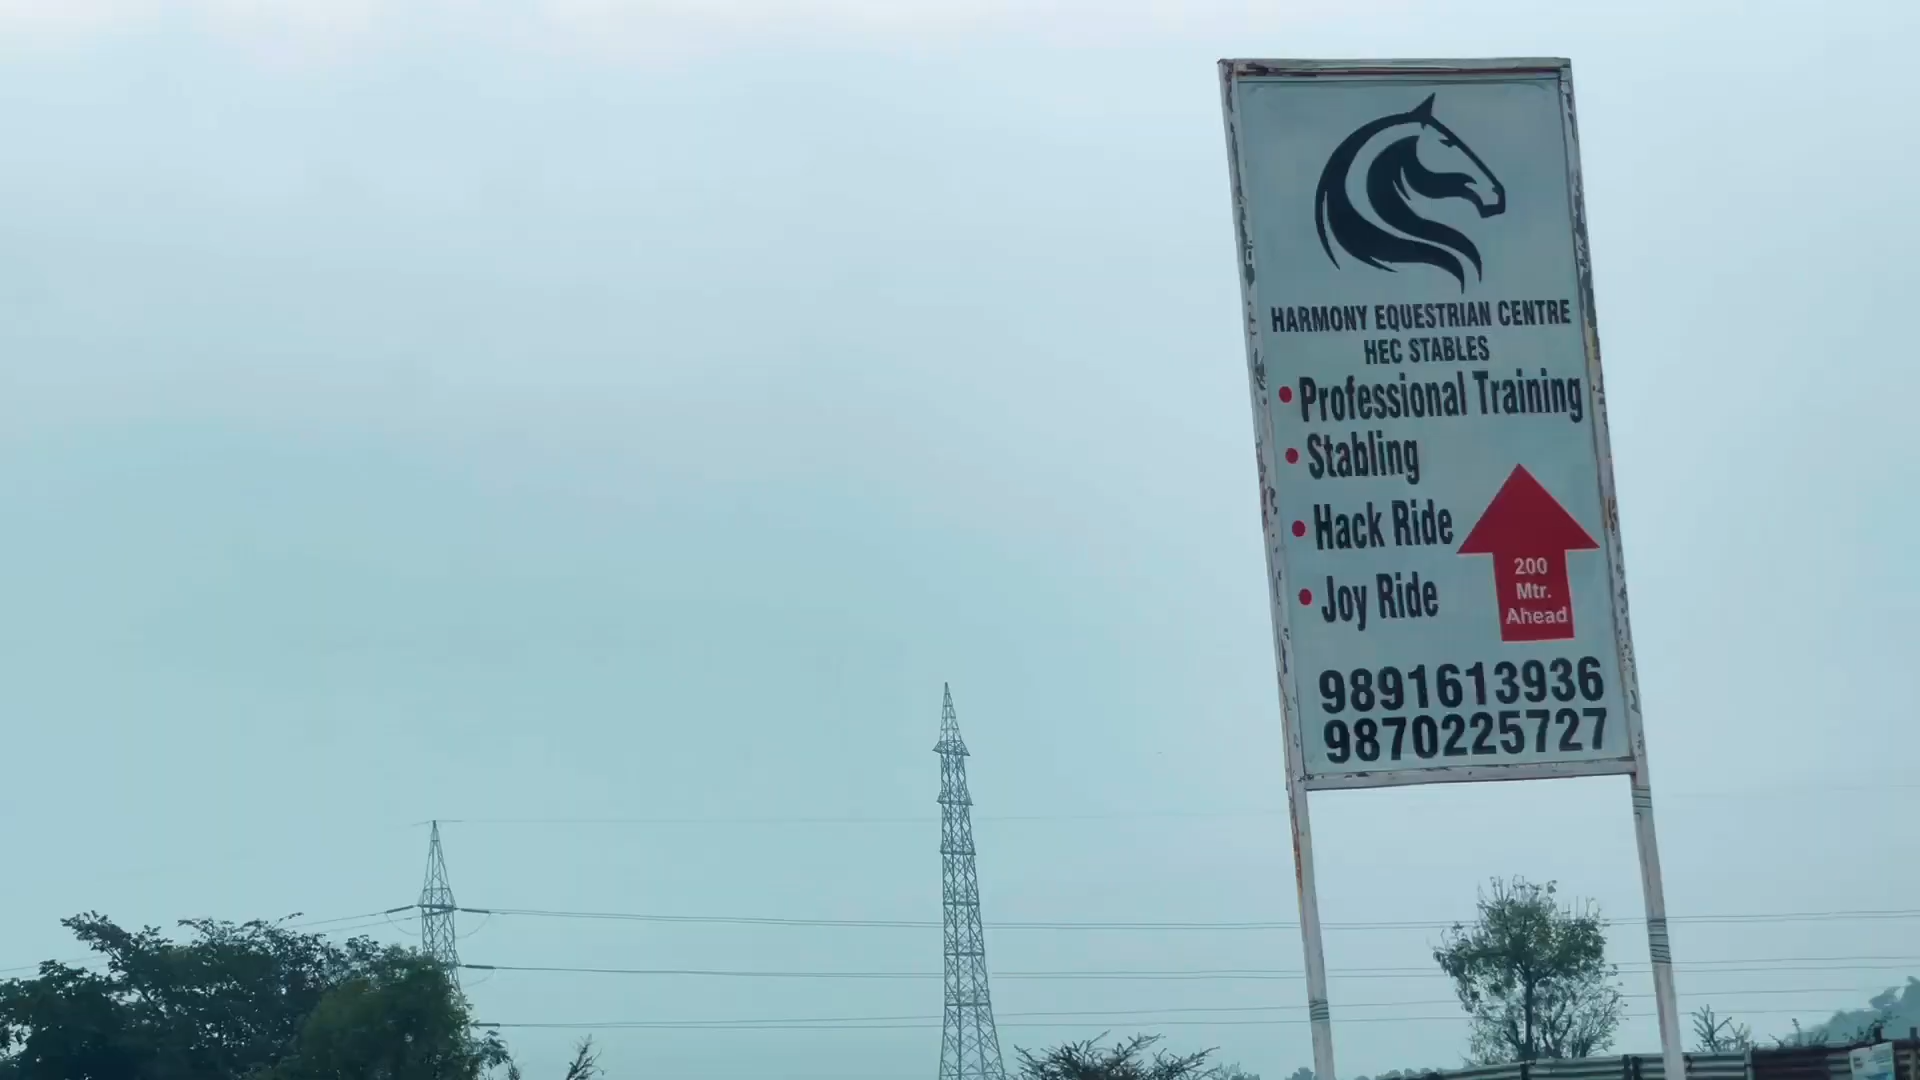 HARMONY EQUESTRIAN CENTRE
HEC STABLES
• Professional Training
• Stabling
• Hack Ride
• Joy Ride
200
Mtr.
Ahead
9891613936
9870225727